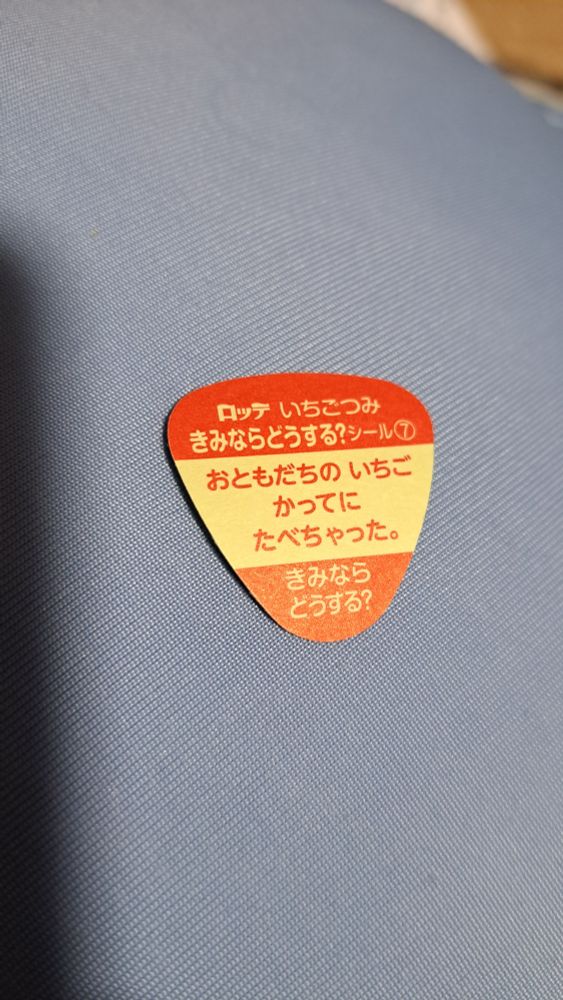 ロッテ いちごつみ
きみならどうする?シール⑦
おともだちの いちご
かってに
たべちゃった。
きみなら
どうする?